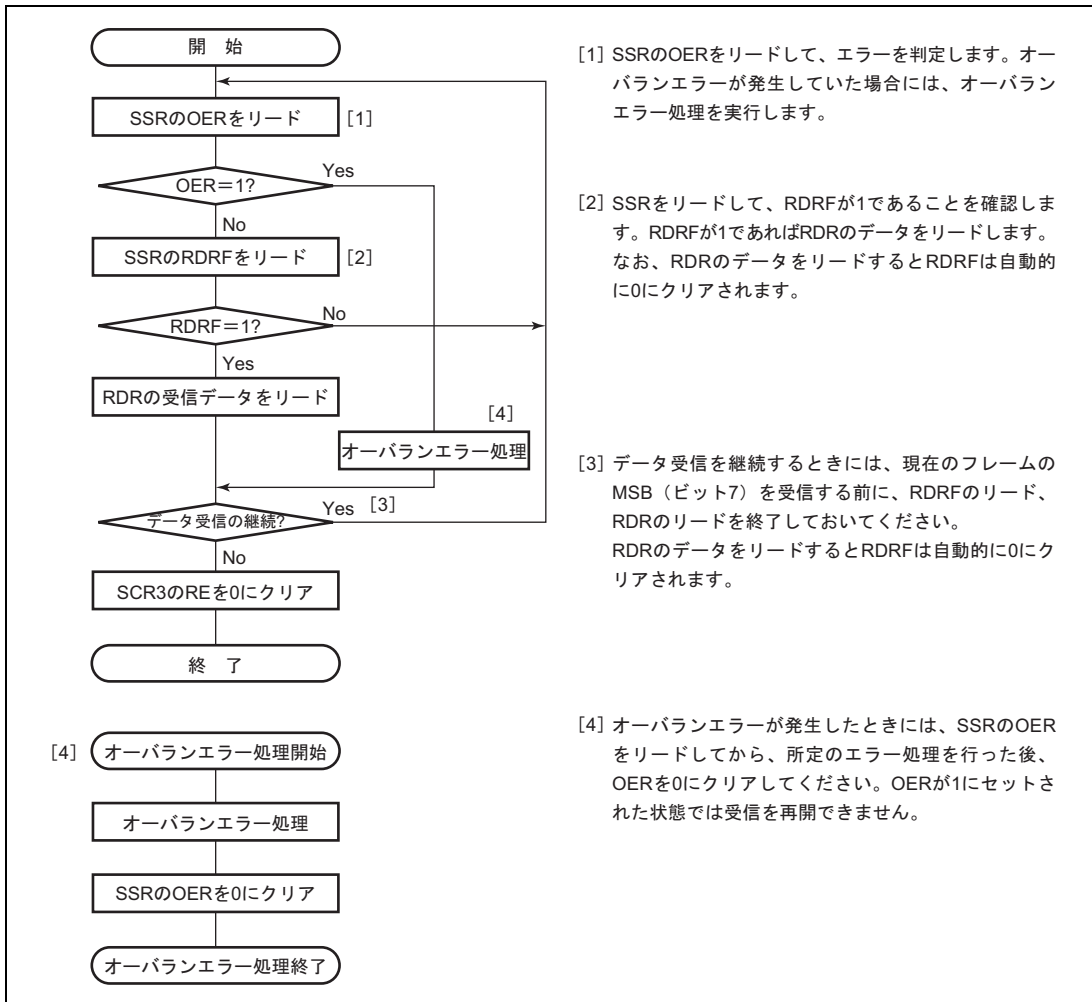 開 始
SSRのOERをリード [1]
OER＝1?
Yes
No
SSRのRDRFをリード [2]
RDRF＝1?
No
Yes
RDRの受信データをリード
[4]
オーバランエラー処理
データ受信の継続?
Yes [3]
No
SCR3のREを0にクリア
終 了
[4] オーバランエラー処理開始
オーバランエラー処理
SSRのOERを0にクリア
オーバランエラー処理終了
[1] SSRのOERをリードして、エラーを判定します。オー
バランエラーが発生していた場合には、オーバラン
エラー処理を実行します。
[2] SSRをリードして、RDRFが1であることを確認しま
す。RDRFが1であればRDRのデータをリードします。
なお、RDRのデータをリードするとRDRFは自動的
に0にクリアされます。
[3] データ受信を継続するときには、現在のフレームの
MSB（ビット7）を受信する前に、RDRFのリード、
RDRのリードを終了しておいてください。
RDRのデータをリードするとRDRFは自動的に0にク
リアされます。
[4] オーバランエラーが発生したときには、SSRのOER
をリードしてから、所定のエラー処理を行った後、
OERを0にクリアしてください。OERが1にセットさ
れた状態では受信を再開できません。